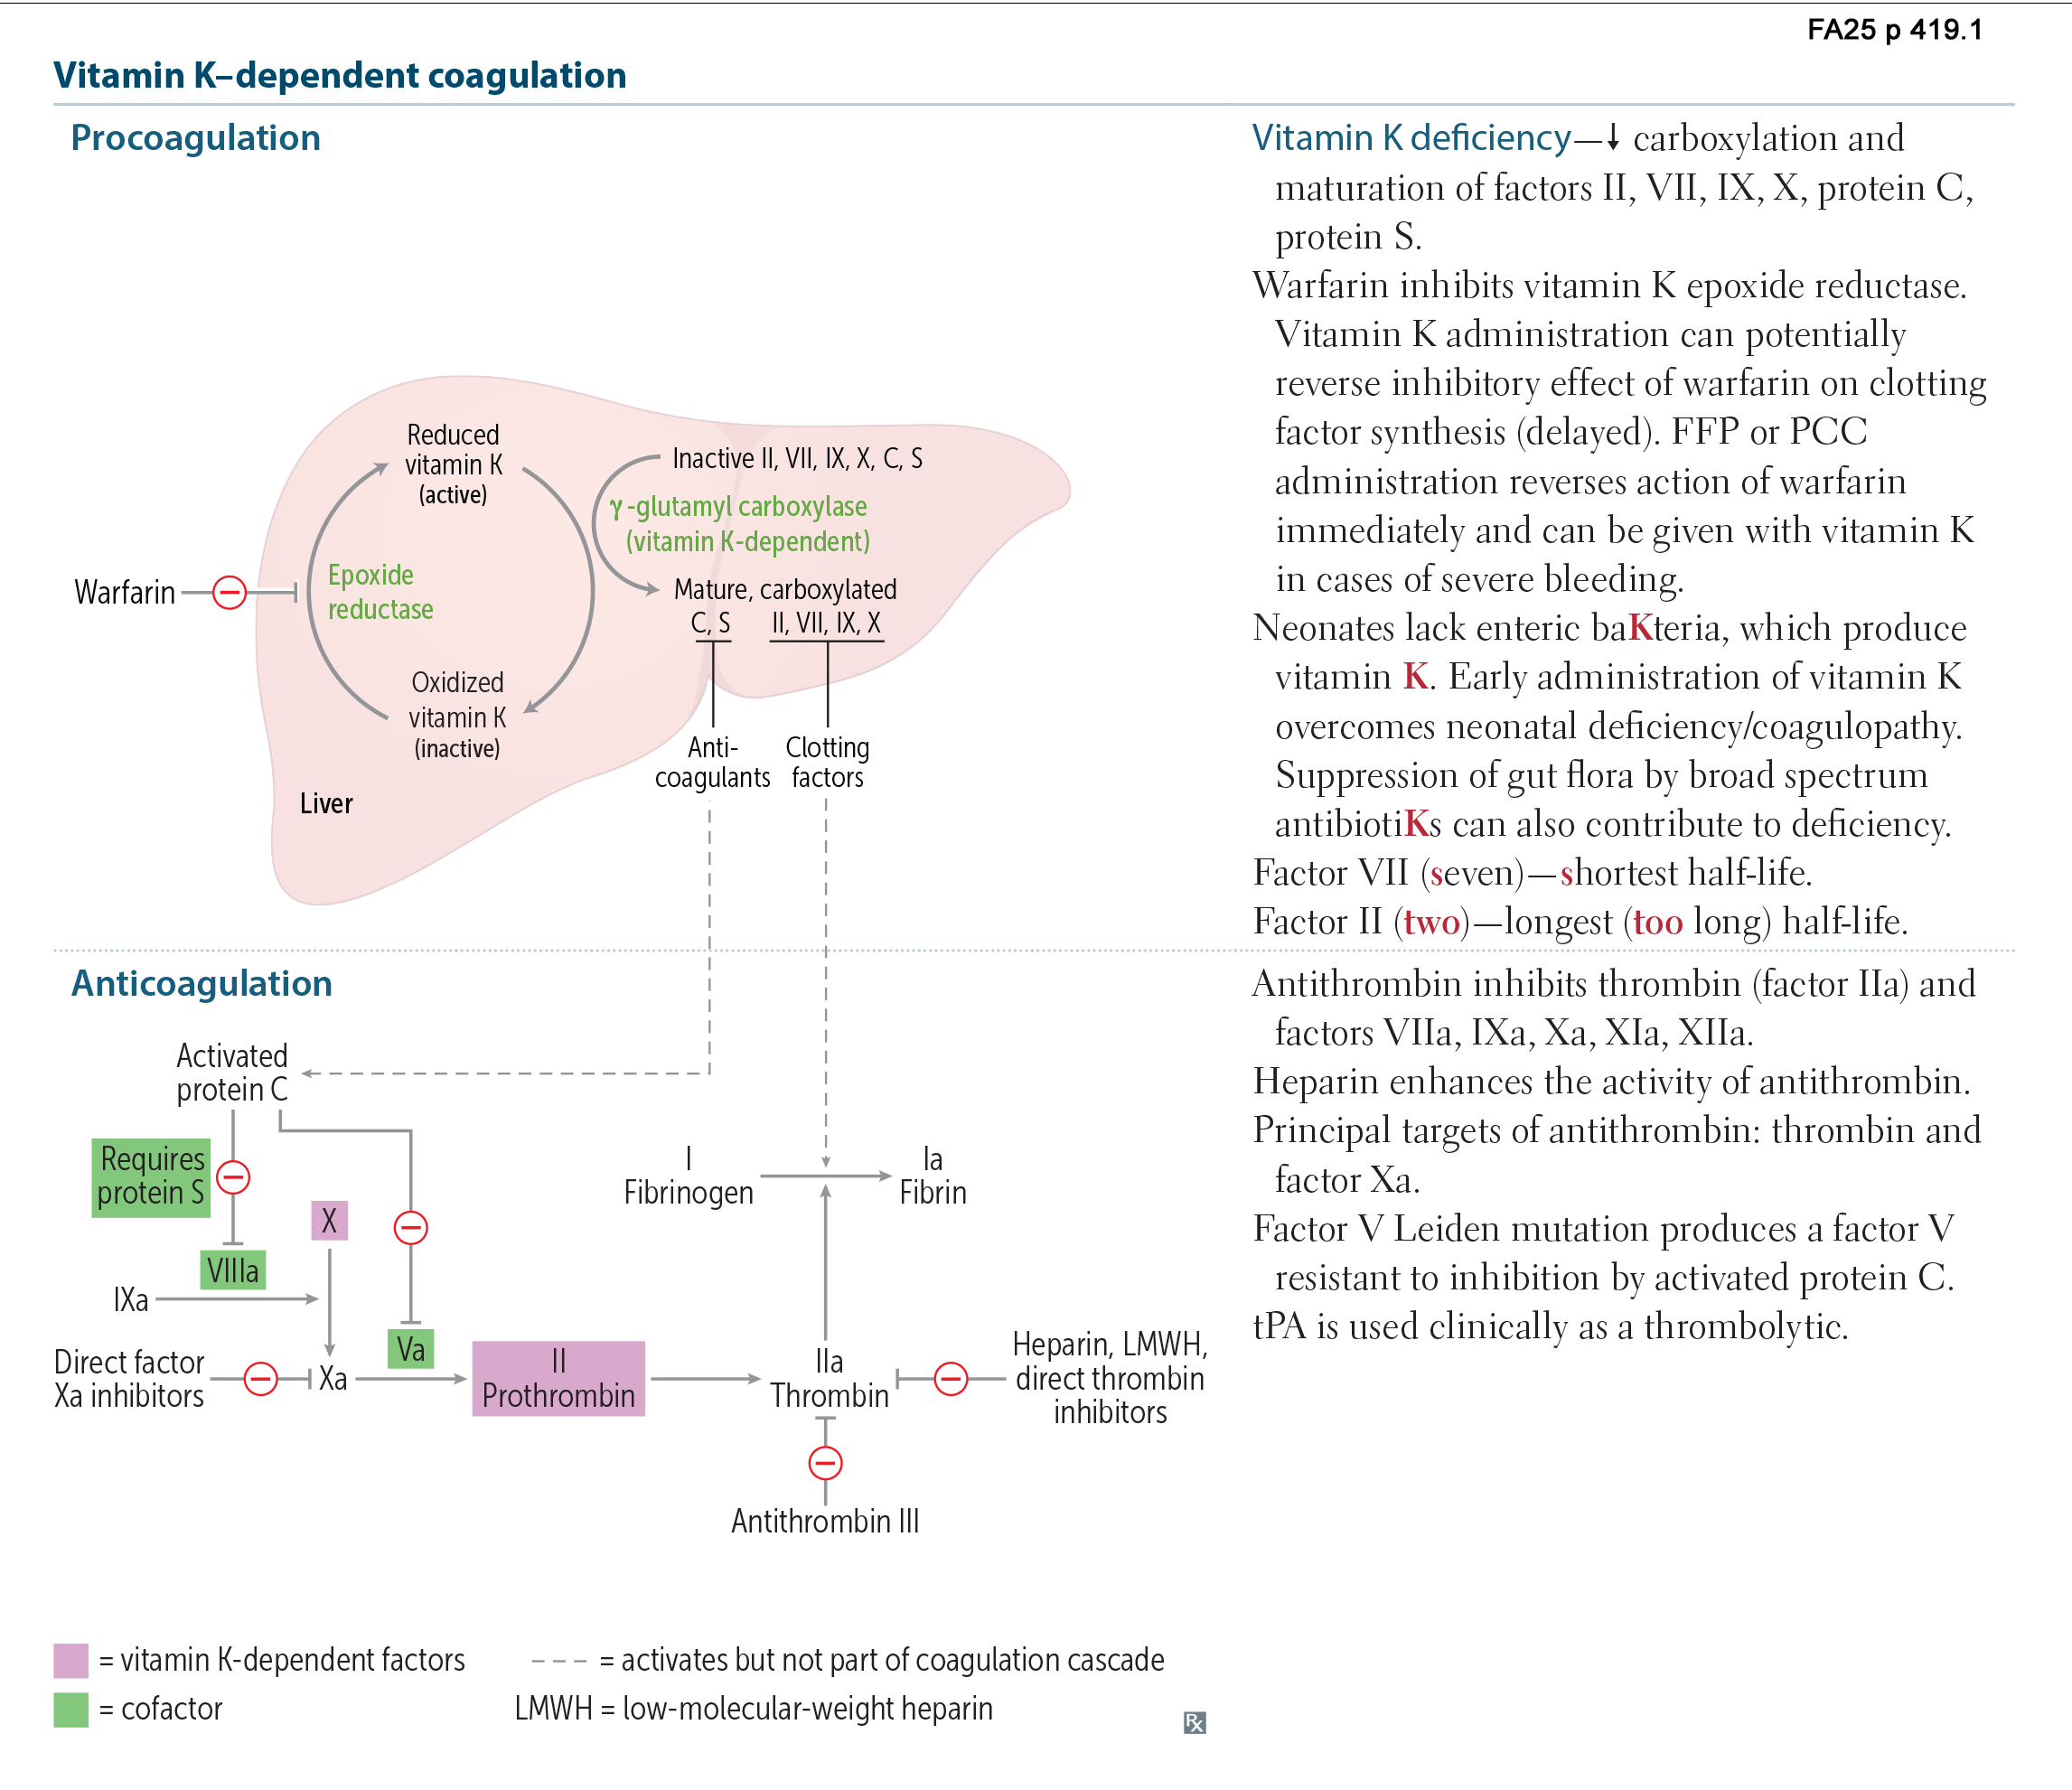 FA25 p 419.1
Vitamin K–dependent coagulation
Procoagulation
Reduced
vitamin K
(active)
Inactive II, VII, IX, X, C, S
γ-glutamyl carboxylase
(vitamin K-dependent)
Warfarin
−
Epoxide
reductase
Mature, carboxylated
C, S
II, VII, IX, X
Oxidized
vitamin K
(inactive)
Anti-
coagulants
Clotting
factors
Liver
Vitamin K deficiency—↓ carboxylation and
maturation of factors II, VII, IX, X, protein C,
protein S.
Warfarin inhibits vitamin K epoxide reductase.
Vitamin K administration can potentially
reverse inhibitory effect of warfarin on clotting
factor synthesis (delayed). FFP or PCC
administration reverses action of warfarin
immediately and can be given with vitamin K
in cases of severe bleeding.
Neonates lack enteric baKteria, which produce
vitamin K. Early administration of vitamin K
overcomes neonatal deficiency/coagulopathy.
Suppression of gut flora by broad spectrum
antibiotiKs can also contribute to deficiency.
Factor VII (seven)—shortest half-life.
Factor II (two)—longest (too long) half-life.
Anticoagulation
Activated
protein C
Requires
protein S
−
X
−
VIIIa
IXa
Va
Direct factor
Xa inhibitors
−
Xa
II
Prothrombin
I
Fibrinogen
Ia
Fibrin
IIa
Thrombin
−
Heparin, LMWH,
direct thrombin
inhibitors
−
Antithrombin III
Antithrombin inhibits thrombin (factor IIa) and
factors VIIa, IXa, Xa, XIa, XIIa.
Heparin enhances the activity of antithrombin.
Principal targets of antithrombin: thrombin and
factor Xa.
Factor V Leiden mutation produces a factor V
resistant to inhibition by activated protein C.
tPA is used clinically as a thrombolytic.
= vitamin K-dependent factors
= cofactor
= activates but not part of coagulation cascade
LMWH = low-molecular-weight heparin
Rx